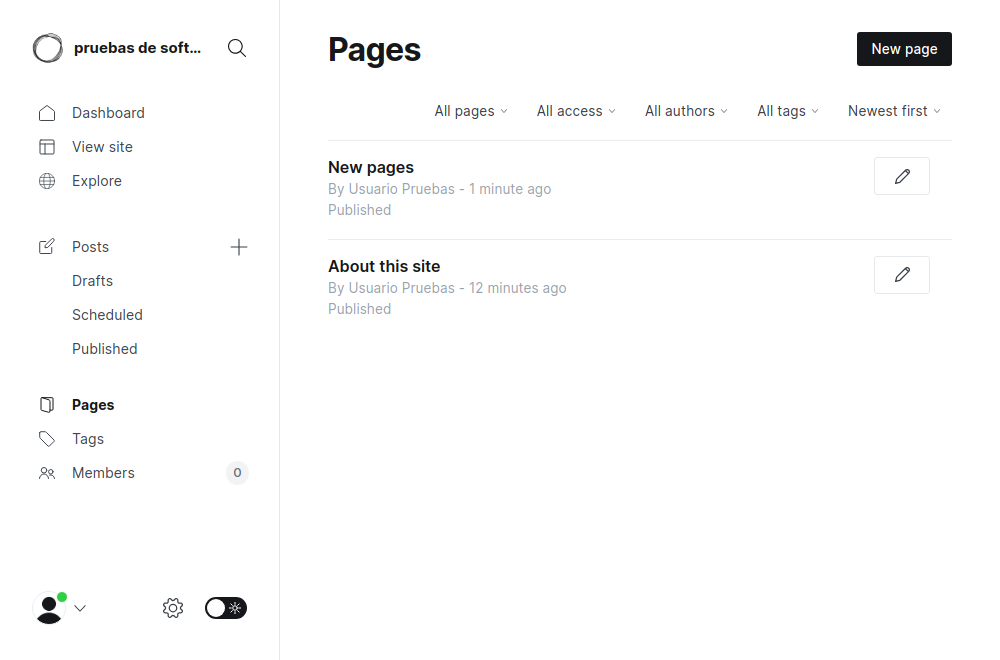 pruebas de soft...
Dashboard
View site
Explore
Posts
Drafts
Scheduled
Published
Pages
Tags
Members 0
Pages
New page
All pages All access All authors All tags Newest first
New pages
By Usuario Pruebas - 1 minute ago
Published
About this site
By Usuario Pruebas - 12 minutes ago
Published